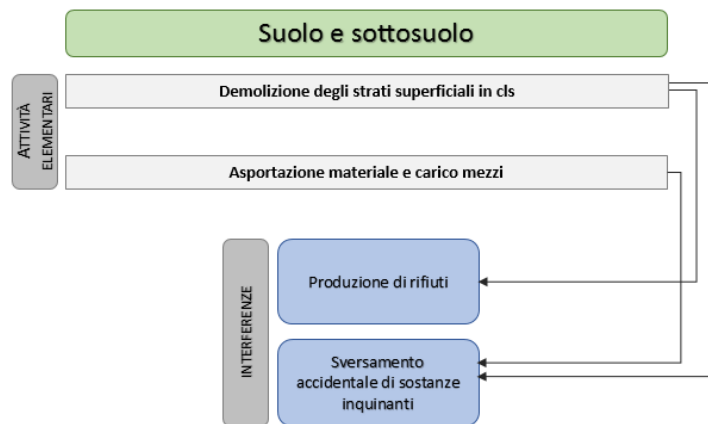 Suolo e sottosuolo
ATTIVITÀ
ELEMENTARI
Demolizione degli strati superficiali in cls
Asportazione materiale e carico mezzi
INTERFERENZE
Produzione di rifiuti
Sversamento
accidentale di sostanze
inquinanti